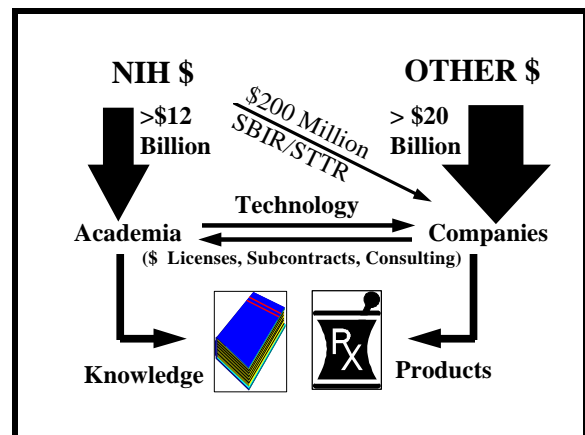 NIH $
OTHER $
>$12
Billion
$200 Million
SBIR/STTR
> $20
Billion
Technology
Academia
Companies
($ Licenses, Subcontracts, Consulting)
RX
Knowledge
Products